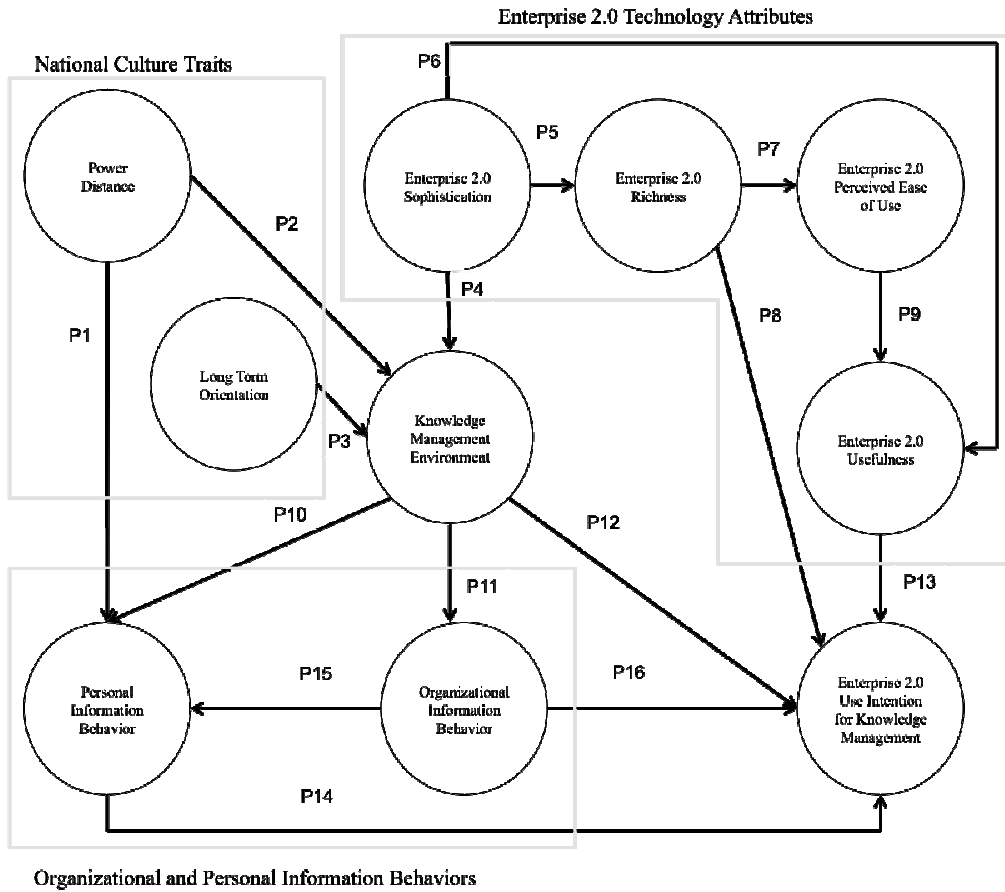 Enterprise 2.0 Technology Attributes
National Culture Traits
P6
Power
Distance
Enterprise 2.0
Sophistication
P5
Enterprise 2.0
Richness
P7
Enterprise 2.0
Perceived Ease
of Use
P2
P4
P1
P8
P9
Long Term
Orientation
P3
Knowledge
Management
Environment
Enterprise 2.0
Usefulness
P10
P12
P11
P13
Personal
Information
Behavior
P15
Organizational
Information
Behavior
P16
Enterprise 2.0
Use Intention
for Knowledge
Management
P14
Organizational and Personal Information Behaviors